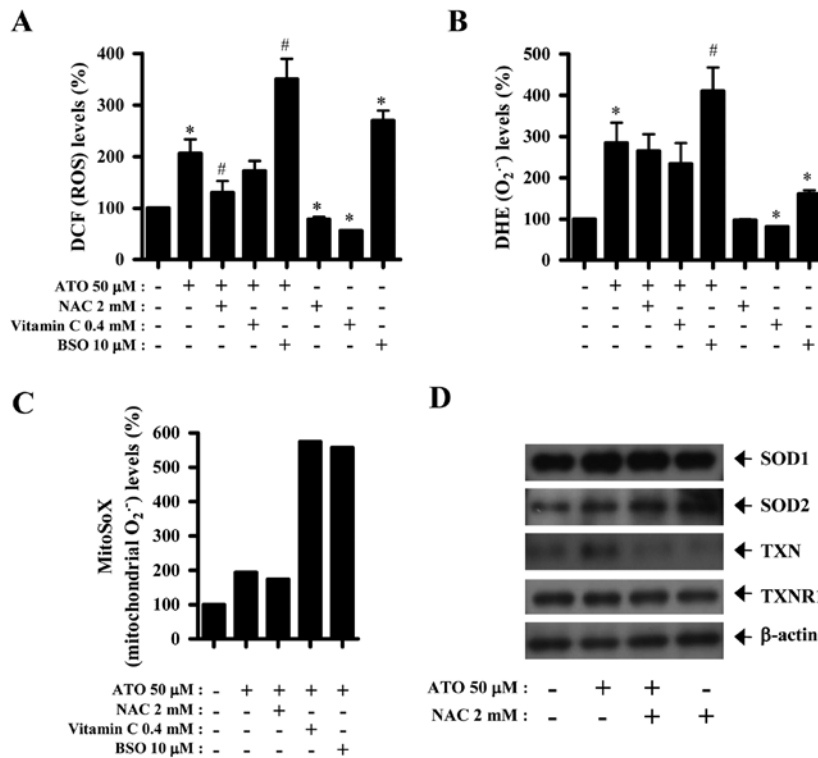 A
DCF (ROS) levels (%)
400
300
200
100
0
*
#
#
*
*
*
ATO 50 µM : - + + + + - - -
NAC 2 mM : - - + - - + - -
Vitamin C 0.4 mM : - - - + - - + -
BSO 10 µM : - - - - + - - +
B
DHE (O₂·⁻) levels (%)
500
400
300
200
100
0
*
#
*
*
- + + + + - - -
- - + - - + - -
- - - + - - + -
- - - - + - - +
C
MitoSoX
(mitochondrial O₂·⁻) levels (%)
600
500
400
300
200
100
0
ATO 50 µM : - + + + +
NAC 2 mM : - - + - -
Vitamin C 0.4 mM : - - - + -
BSO 10 µM : - - - - +
D
SOD1
SOD2
TXN
TXNR1
β-actin
ATO 50 µM : - + + -
NAC 2 mM : - - + +